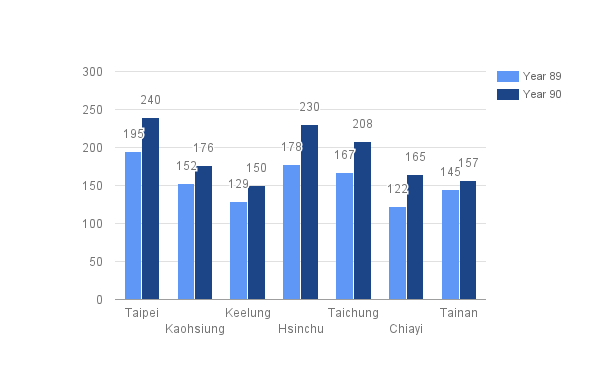 300
250
200
150
100
50
0
195
240
152
176
129
150
178
230
167
208
122
165
145
157
Taipei
Kaohsiung
Keelung
Hsinchu
Taichung
Chiayi
Tainan
Year 89
Year 90